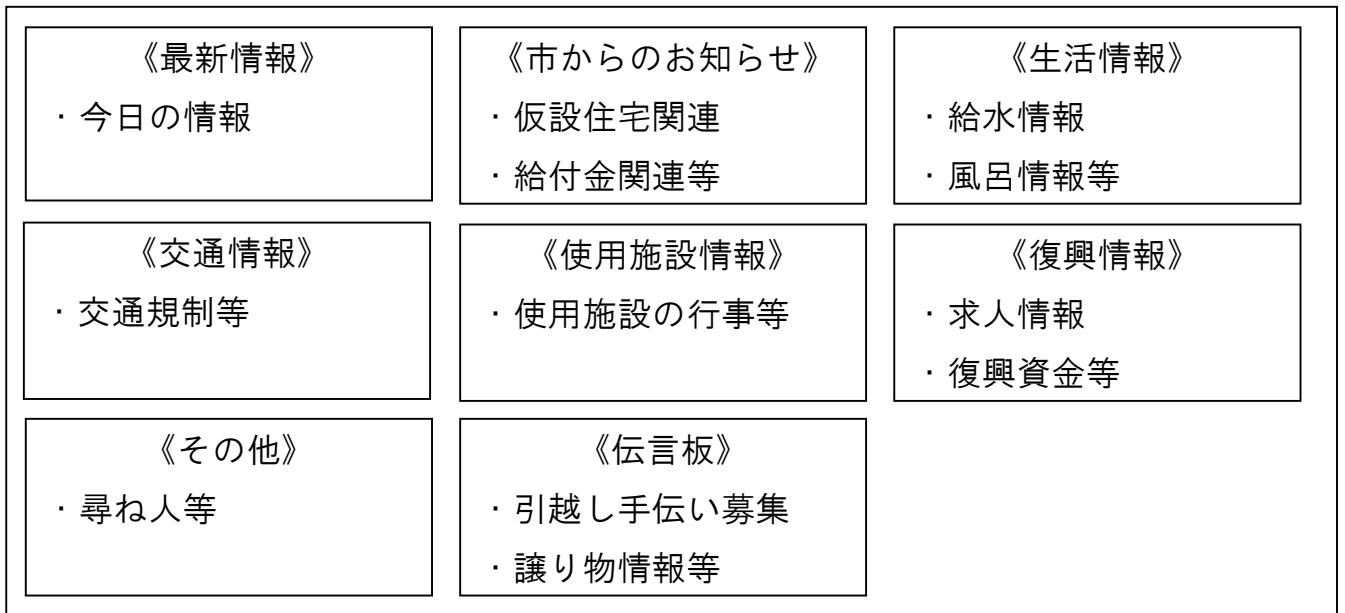 《最新情報》
・今日の情報
《市からのお知らせ》
・仮設住宅関連
・給付金関連等
《生活情報》
・給水情報
・風呂情報等
《交通情報》
・交通規制等
《使用施設情報》
・使用施設の行事等
《復興情報》
・求人情報
・復興資金等
《その他》
・尋ね人等
《伝言板》
・引越し手伝い募集
・譲り物情報等